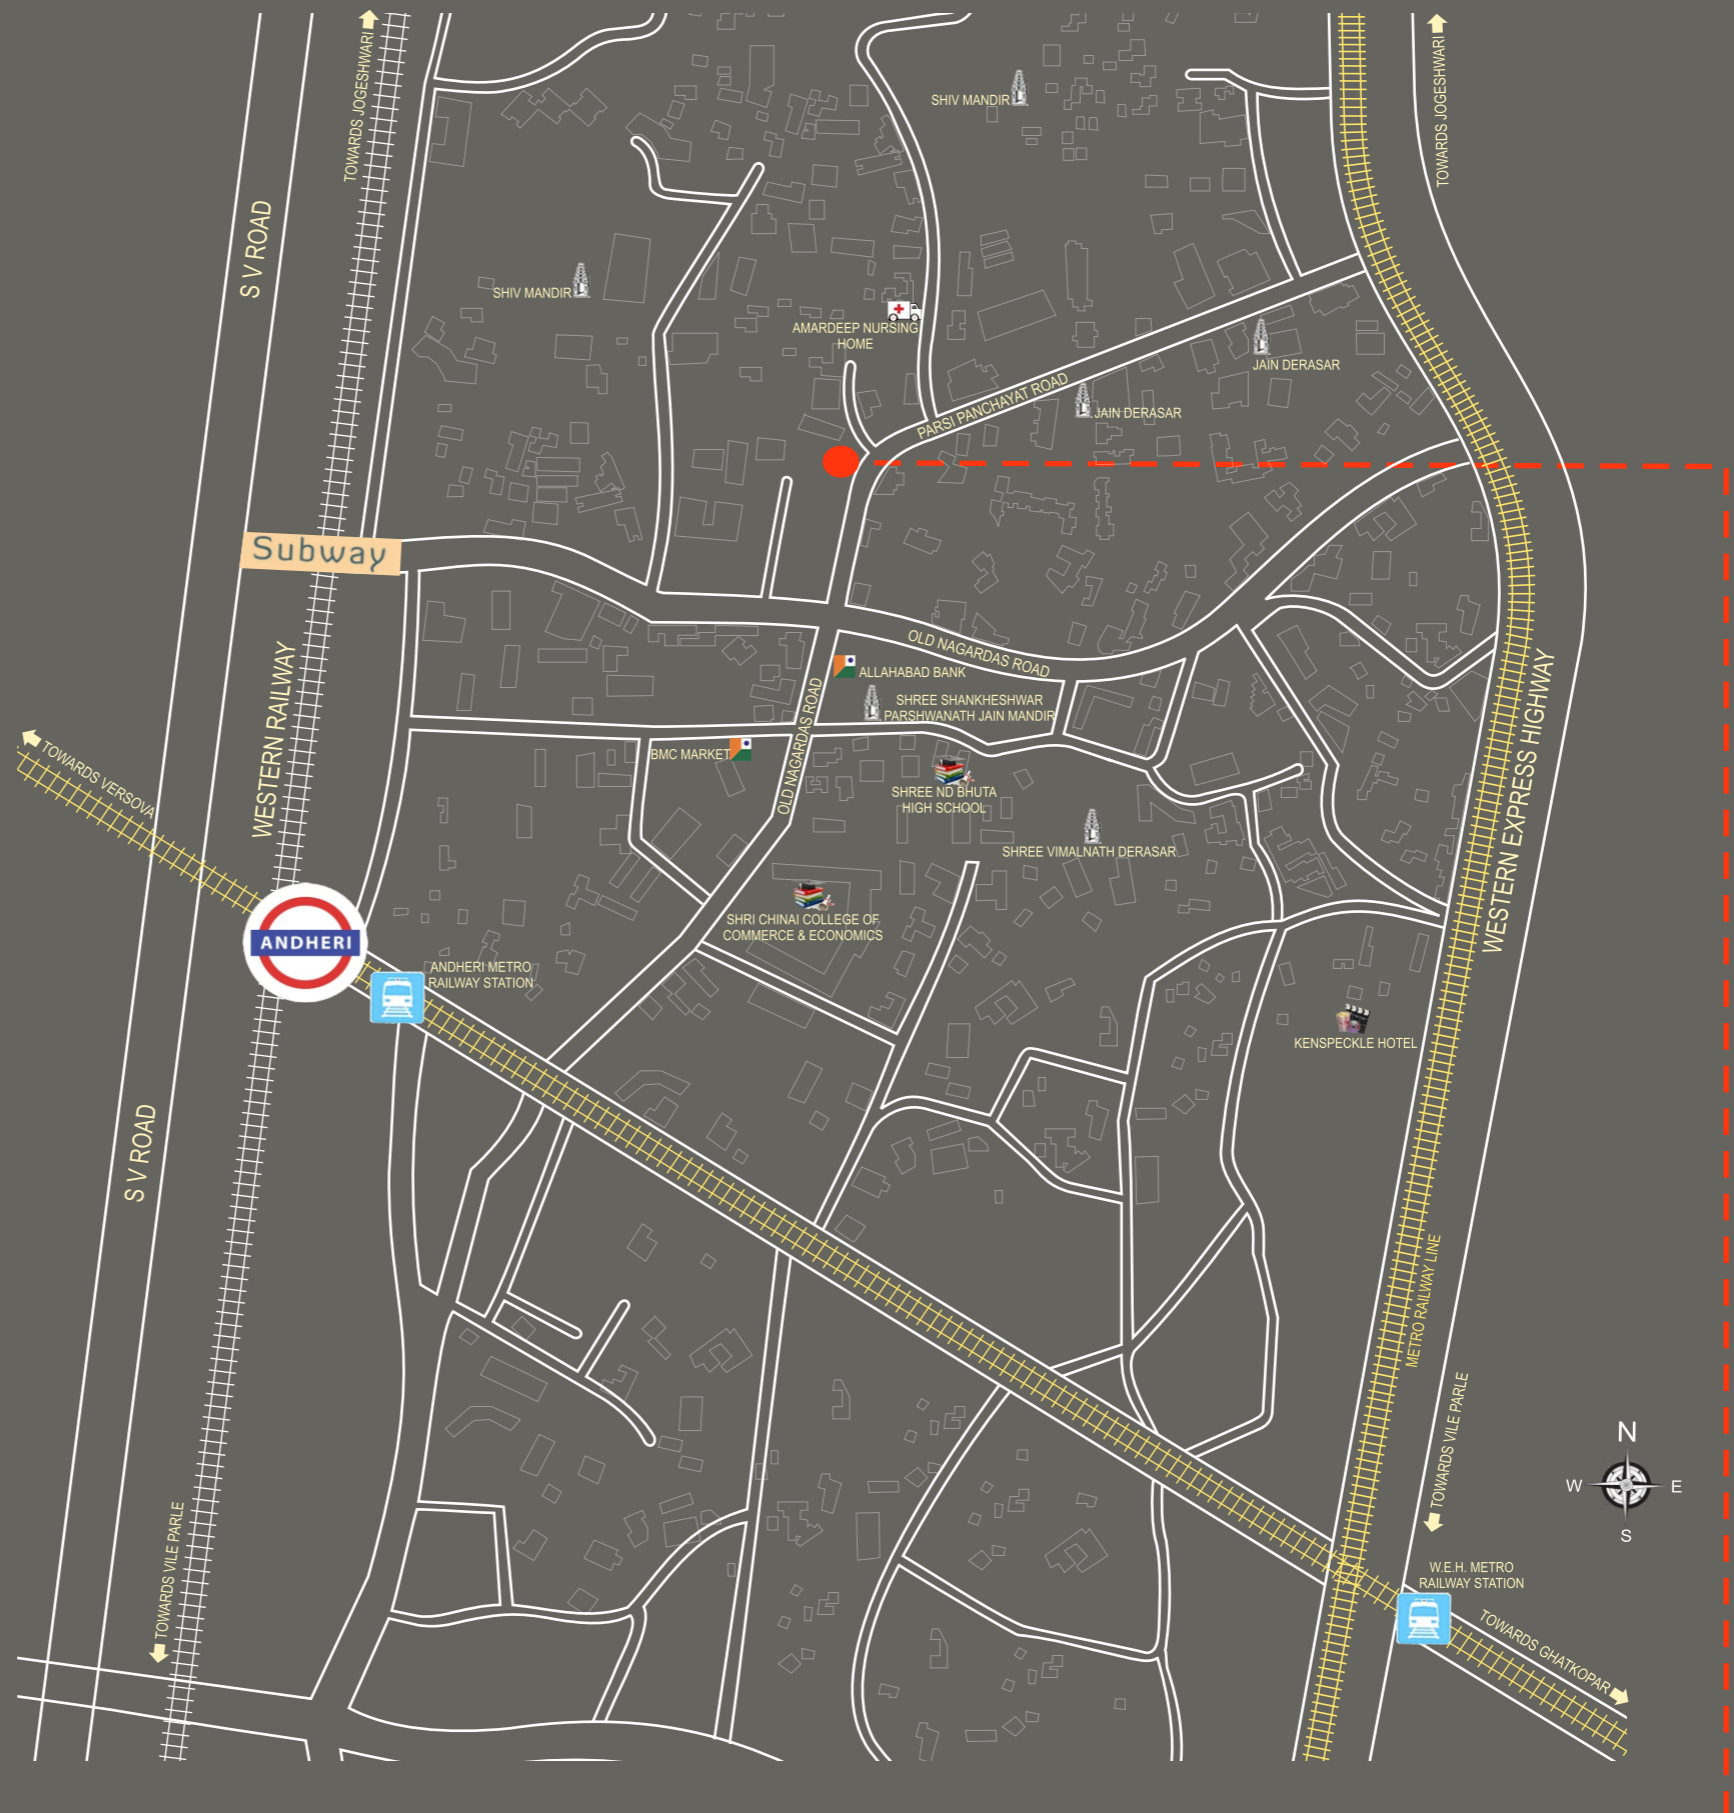 TOWARDS JOGESHWARI
TOWARDS JOGESHWARI
SHIV MANDIR
S V ROAD
SHIV MANDIR
AMARDEEP NURSING
HOME
JAIN DERASAR
PARSI PANCHAYAT ROAD
JAIN DERASAR
Subway
OLD NAGARDAS ROAD
ALLAHABAD BANK
SHREE SHANKHESHWAR
PARSHWANATH JAIN MANDIR
WESTERN RAILWAY
OLD NAGARDAS ROAD
BMC MARKET
TOWARDS VERSOVA
SHREE ND BHUTA
HIGH SCHOOL
WESTERN EXPRESS HIGHWAY
SHREE VIMALNATH DERASAR
SHRI CHINAI COLLEGE OF
COMMERCE & ECONOMICS
ANDHERI
ANDHERI METRO
RAILWAY STATION
KENSPECKLE HOTEL
S V ROAD
METRO RAILWAY LINE
TOWARDS VILE PARLE
N
W
E
S
TOWARDS VILE PARLE
W.E.H. METRO
RAILWAY STATION
TOWARDS GHATKOPAR